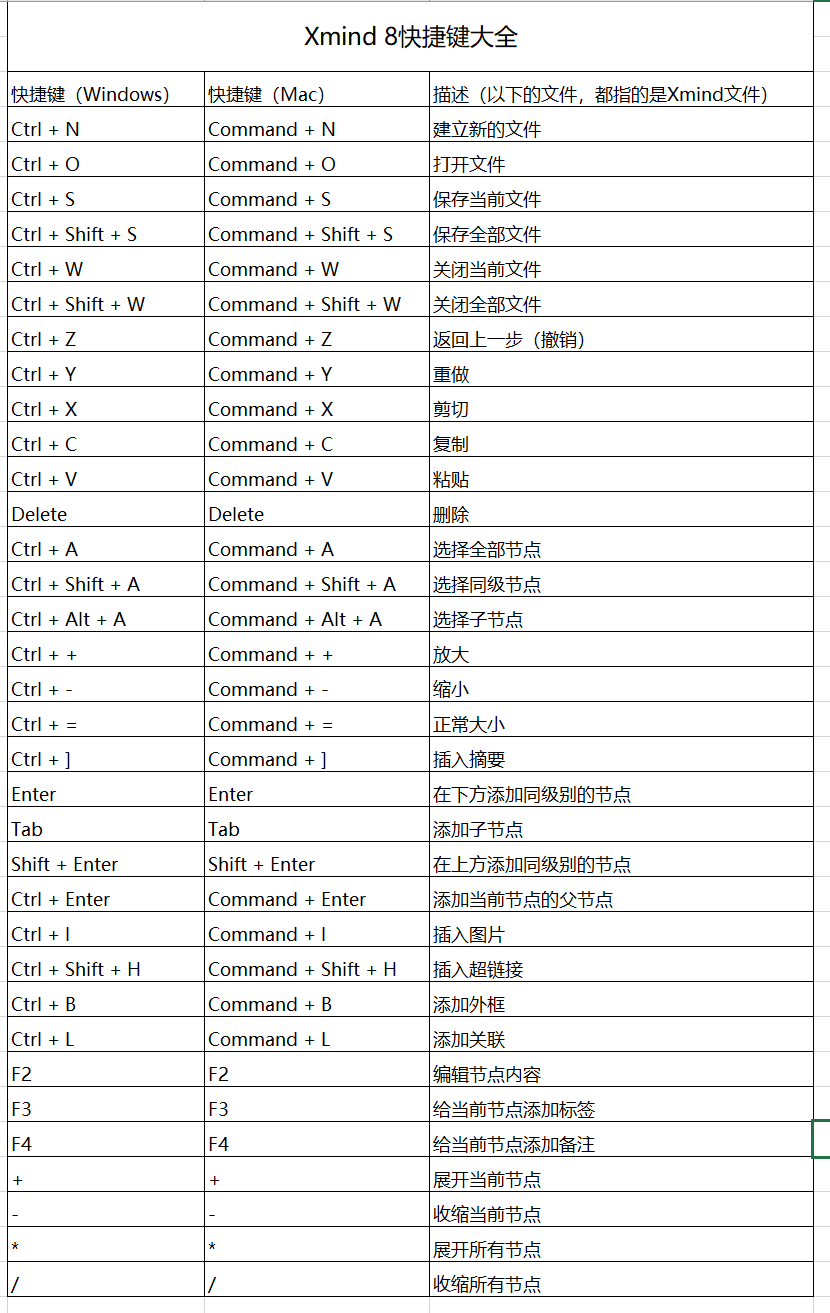 Xmind 8快捷键大全
快捷键（Windows） 快捷键（Mac） 描述（以下的文件，都指的是Xmind文件）
Ctrl + N Command + N 建立新的文件
Ctrl + O Command + O 打开文件
Ctrl + S Command + S 保存当前文件
Ctrl + Shift + S Command + Shift + S 保存全部文件
Ctrl + W Command + W 关闭当前文件
Ctrl + Shift + W Command + Shift + W 关闭全部文件
Ctrl + Z Command + Z 返回上一步（撤销）
Ctrl + Y Command + Y 重做
Ctrl + X Command + X 剪切
Ctrl + C Command + C 复制
Ctrl + V Command + V 粘贴
Delete Delete 删除
Ctrl + A Command + A 选择全部节点
Ctrl + Shift + A Command + Shift + A 选择同级节点
Ctrl + Alt + A Command + Alt + A 选择子节点
Ctrl + + Command + + 放大
Ctrl + - Command + - 缩小
Ctrl + = Command + = 正常大小
Ctrl + ] Command + ] 插入摘要
Enter Enter 在下方添加同级别的节点
Tab Tab 添加子节点
Shift + Enter Shift + Enter 在上方添加同级别的节点
Ctrl + Enter Command + Enter 添加当前节点的父节点
Ctrl + I Command + I 插入图片
Ctrl + Shift + H Command + Shift + H 插入超链接
Ctrl + B Command + B 添加外框
Ctrl + L Command + L 添加关联
F2 F2 编辑节点内容
F3 F3 给当前节点添加标签
F4 F4 给当前节点添加备注
+ + 展开当前节点
- - 收缩当前节点
* * 展开所有节点
/ / 收缩所有节点